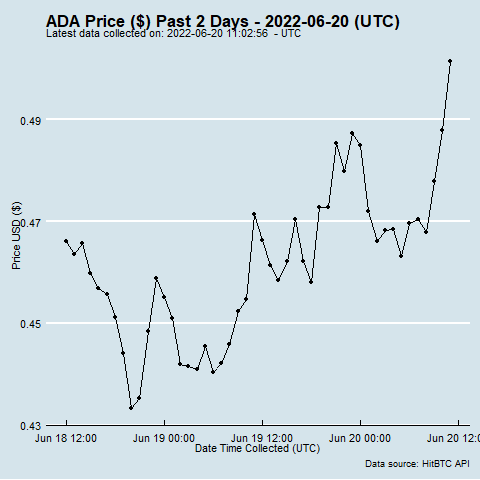 ADA Price ($) Past 2 Days - 2022-06-20 (UTC)
Latest data collected on: 2022-06-20 11:02:56 - UTC
0.49
0.47
0.45
0.43
Price USD ($)
Jun 18 12:00 Jun 19 00:00 Jun 19 12:00 Jun 20 00:00 Jun 20 12:
Date Time Collected (UTC)
Data source: HitBTC API